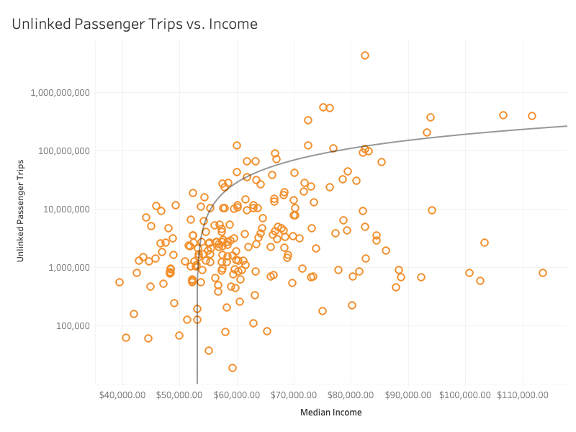 Unlinked Passenger Trips vs. Income
1,000,000,000
100,000,000
10,000,000
1,000,000
100,000
Unlinked Passenger Trips
$40,000.00 $50,000.00 $60,000.00 $70,000.00 $80,000.00 $90,000.00 $100,000.00 $110,000.00
Median Income